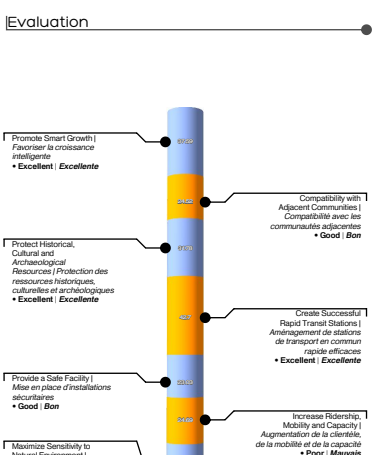 Evaluation
Promote Smart Growth |
Favoriser la croissance
intelligente
• Excellent | Excellente
Compatibility with
Adjacent Communities |
Compatibilité avec les
communautés adjacentes
• Good | Bon
Protect Historical,
Cultural and
Archaeological
Resources | Protection des
ressources historiques,
culturelles et archéologiques
• Excellent | Excellente
Create Successful
Rapid Transit Stations |
Aménagement de stations
de transport en commun
rapide efficaces
• Excellent | Excellente
Provide a Safe Facility |
Mise en place d'installations
sécuritaires
• Good | Bon
Increase Ridership,
Mobility and Capacity |
Augmentation de la clientèle,
de la mobilité et de la capacité
• Poor | Mauvais
Maximize Sensitivity to
Natural Environment |